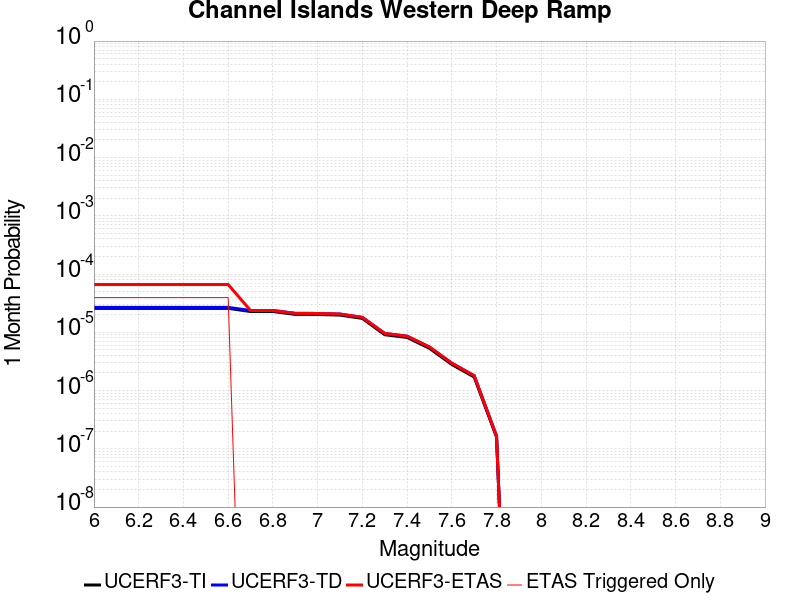 Channel Islands Western Deep Ramp
10^0
10^-1
10^-2
10^-3
10^-4
10^-5
10^-6
10^-7
10^-8
1 Month Probability
6 6.2 6.4 6.6 6.8 7 7.2 7.4 7.6 7.8 8 8.2 8.4 8.6 8.8 9
Magnitude
UCERF3-TI UCERF3-TD UCERF3-ETAS ETAS Triggered Only